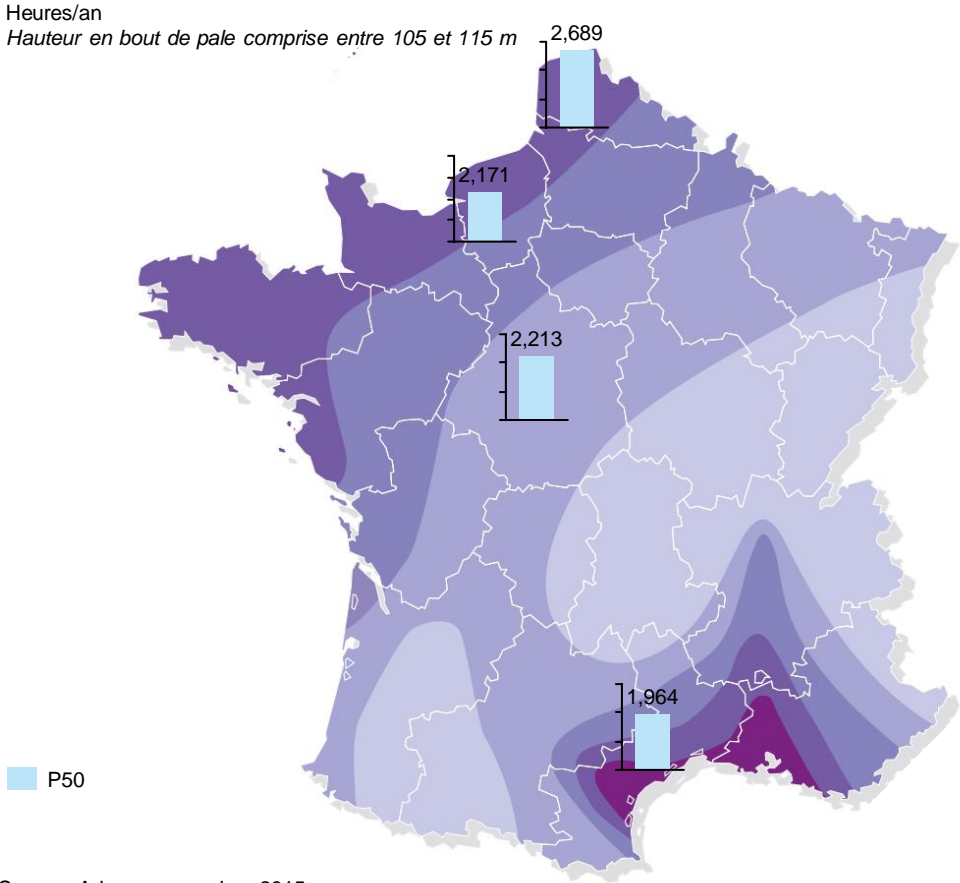 Heures/an
Hauteur en bout de pale comprise entre 105 et 115 m
2,689
2,171
2,213
1,964
P50